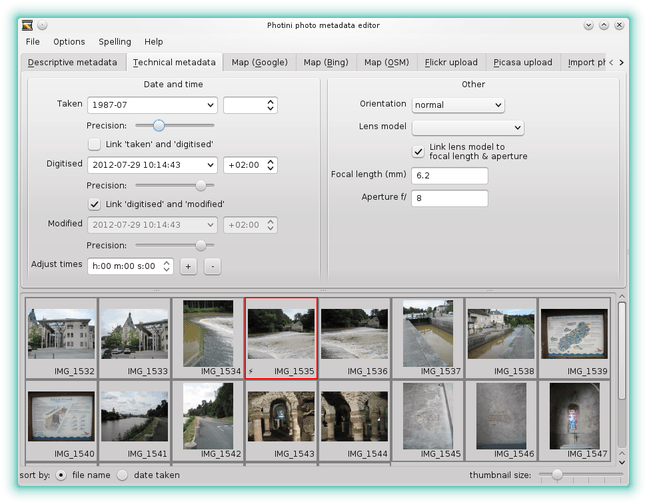 Photini photo metadata editor
File Options Spelling Help
Descriptive metadata Technical metadata Map (Google) Map (Bing) Map (OSM) Flickr upload Picasa upload Import ph
Date and time
Taken 1987-07
Precision:
Link 'taken' and 'digitised'
Digitised 2012-07-29 10:14:43 +02:00
Precision:
Link 'digitised' and 'modified'
Modified 2012-07-29 10:14:43 +02:00
Precision:
Adjust times h:00 m:00 s:00 + -
Other
Orientation normal
Lens model
Link lens model to
focal length & aperture
Focal length (mm) 6.2
Aperture f/ 8
IMG_1532 IMG_1533 IMG_1534 IMG_1535 IMG_1536 IMG_1537 IMG_1538 IMG_1539
IMG_1540 IMG_1541 IMG_1542 IMG_1543 IMG_1544 IMG_1545 IMG_1546 IMG_1547
sort by: file name date taken thumbnail size: